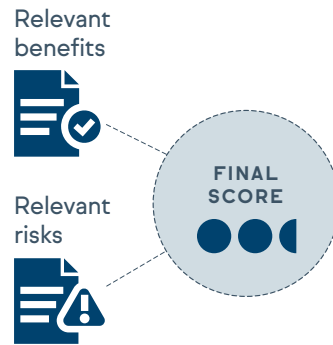 Relevant
benefits
FINAL
SCORE
Relevant
risks